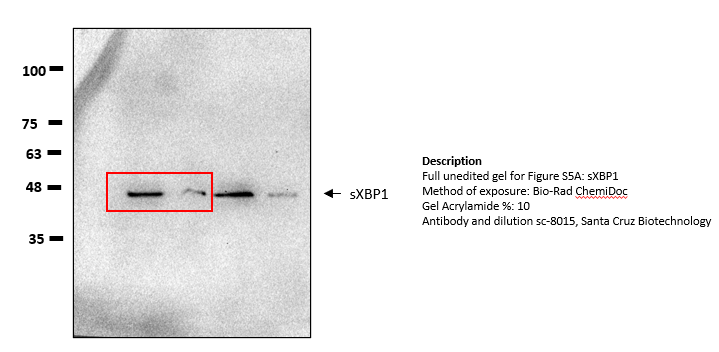 100
75
63
48
35
sXBP1
Description
Full unedited gel for Figure S5A: sXBP1
Method of exposure: Bio-Rad ChemiDoc
Gel Acrylamide %: 10
Antibody and dilution sc-8015, Santa Cruz Biotechnology